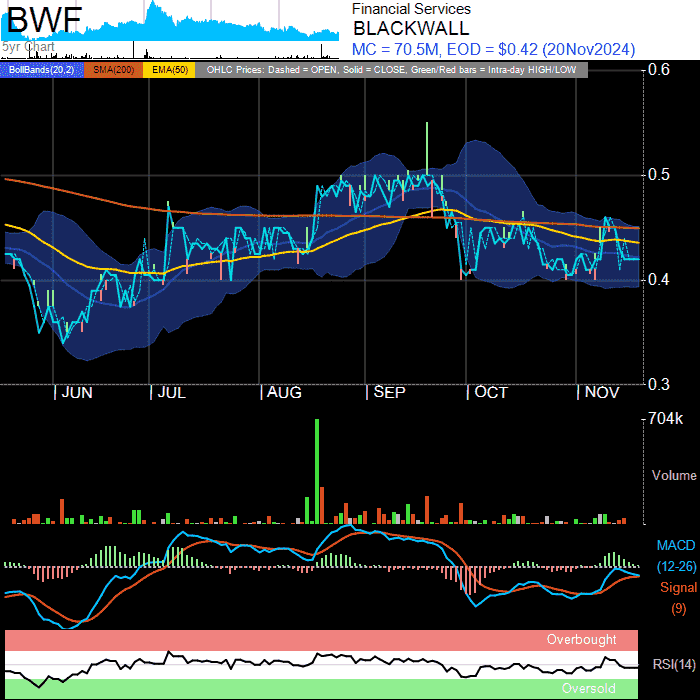 BWF
5yr Chart
Financial Services
BLACKWALL
MC = 70.5M, EOD = $0.42 (20Nov2024)
BollBands(20,2) SMA(200) EMA(50) OHLC Prices: Dashed = OPEN, Solid = CLOSE, Green/Red bars = Intra-day HIGH/LOW
0.6
0.5
0.4
0.3
JUN JUL AUG SEP OCT NOV
704k
Volume
MACD
(12-26)
Signal
(9)
Overbought
RSI(14)
Oversold